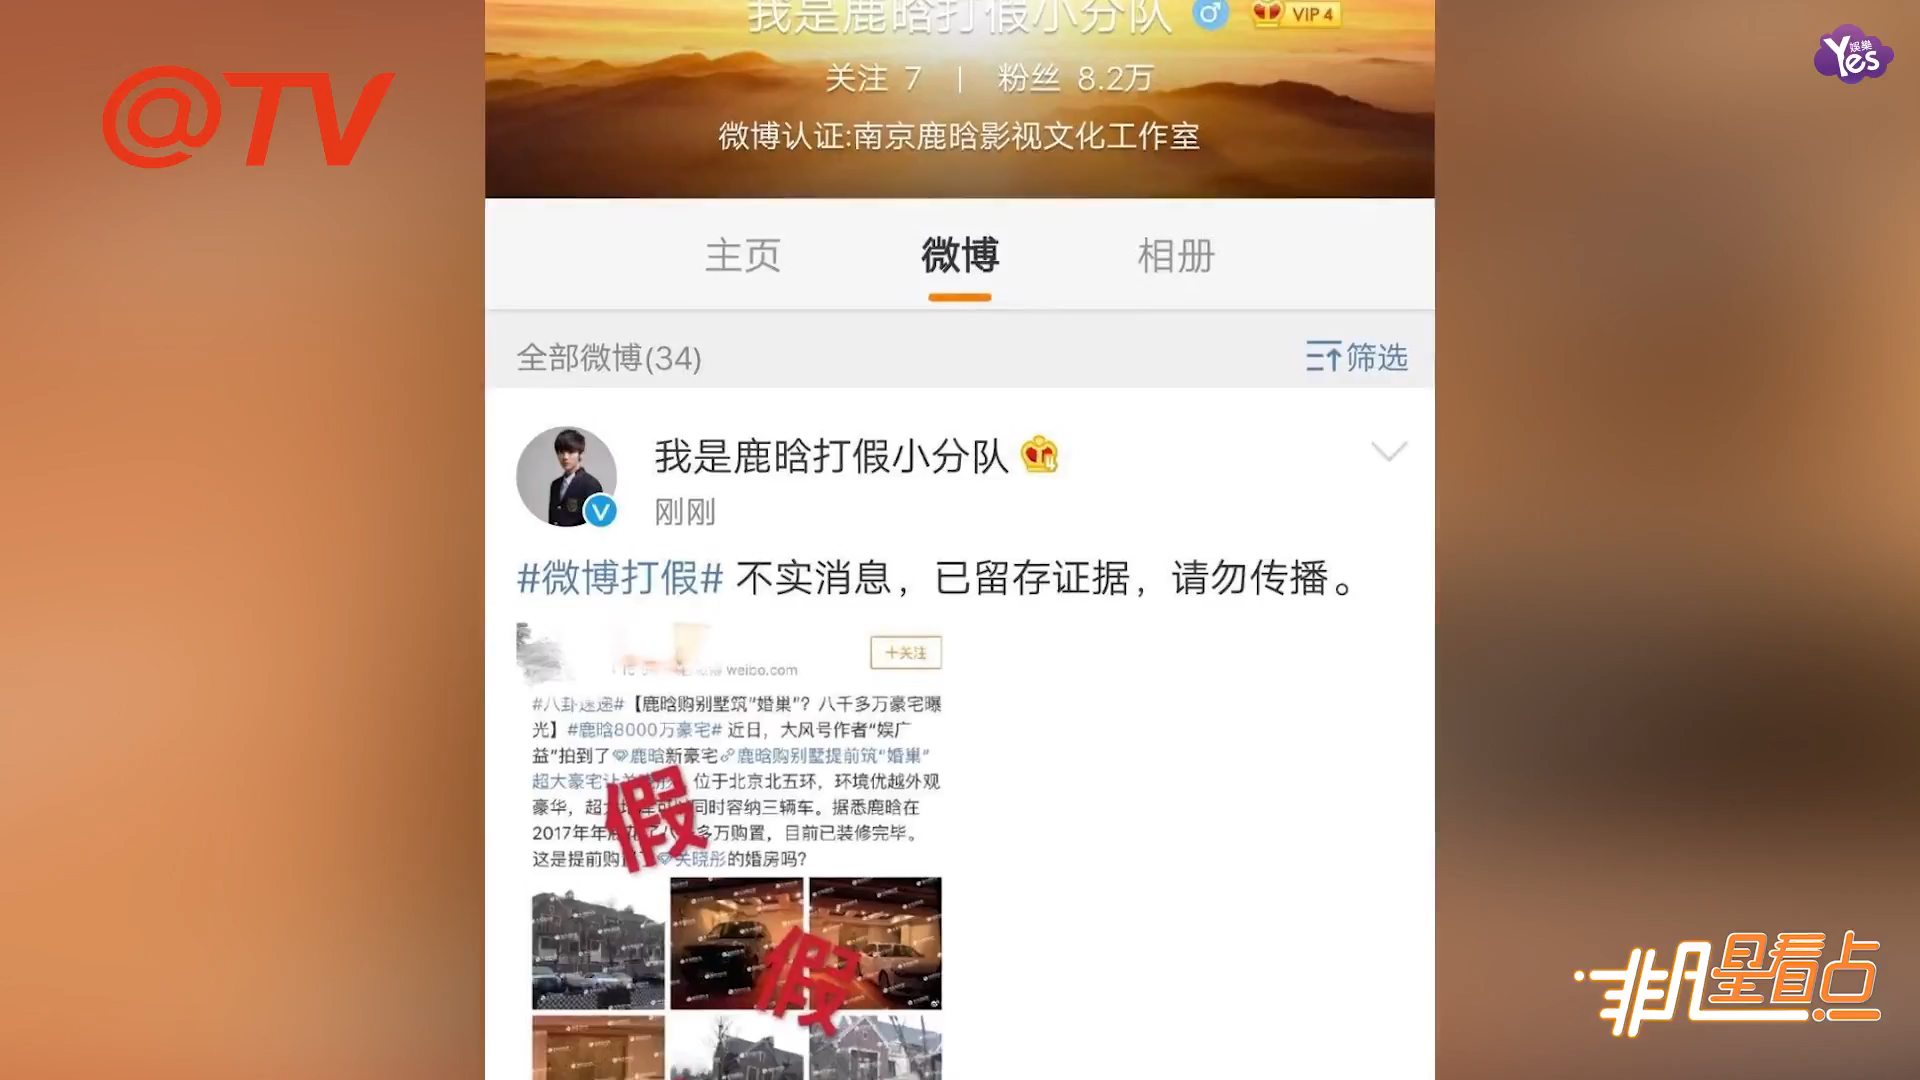 我是鹿晗打假小分队 VIP 4
@TV
Yes 娱樂
关注 7 | 粉丝 8.2万
微博认证:南京鹿晗影视文化工作室
主页 微博 相册
全部微博(34) 筛选
我是鹿晗打假小分队
刚刚
#微博打假# 不实消息，已留存证据，请勿传播。
weibo.com
+关注
#八卦速递#【鹿晗购别墅筑“婚巢”？八千多万豪宅曝
光】#鹿晗8000万豪宅# 近日，大风号作者“娱广
益”拍到了鹿晗新豪宅 鹿晗购别墅提前筑“婚巢”
超大豪宅让 位于北京北五环，环境优越外观
豪华，超 同时容纳三辆车。据悉鹿晗在
2017年年 多万购置，目前已装修完毕。
这是提前购 关晓彤的婚房吗?
假
假
非凡星看点